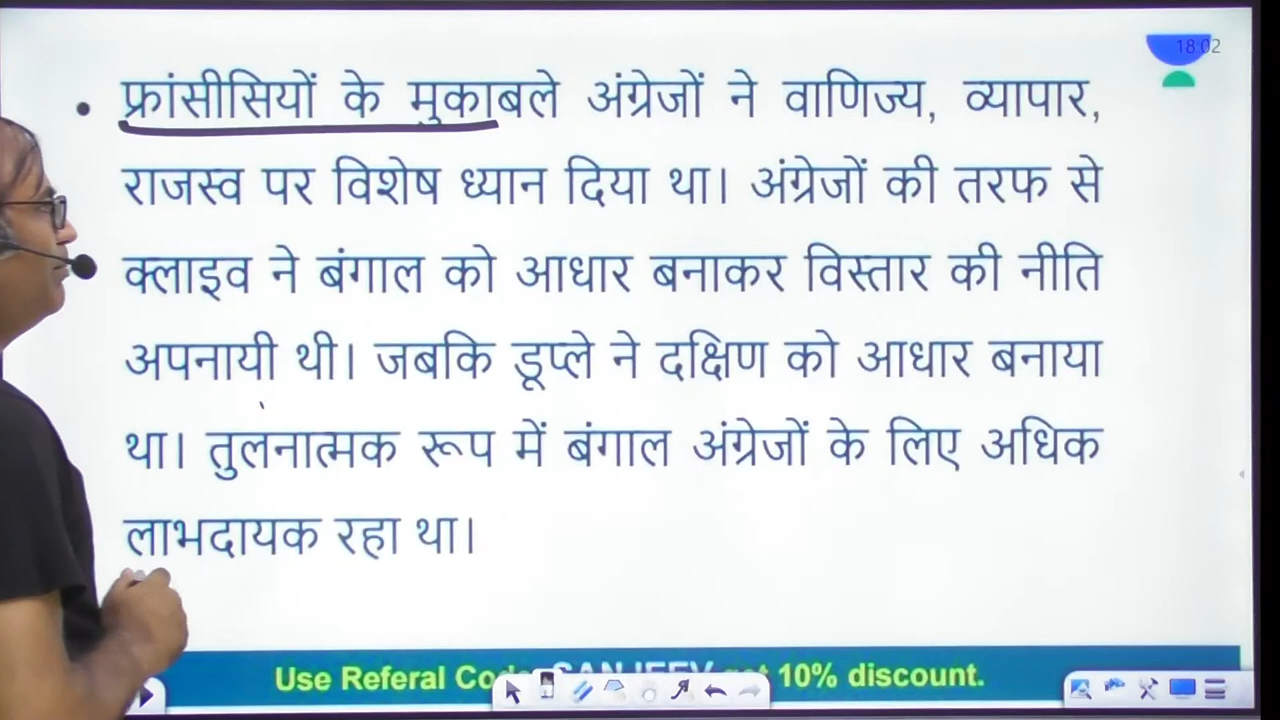 18:02
• फ्रांसीसियों के मुकाबले अंग्रेजों ने वाणिज्य, व्यापार,
राजस्व पर विशेष ध्यान दिया था। अंग्रेजों की तरफ से
क्लाइव ने बंगाल को आधार बनाकर विस्तार की नीति
अपनायी थी। जबकि डूप्ले ने दक्षिण को आधार बनाया
था। तुलनात्मक रूप में बंगाल अंग्रेजों के लिए अधिक
लाभदायक रहा था।
Use Referal SANJEEV 10% discount.